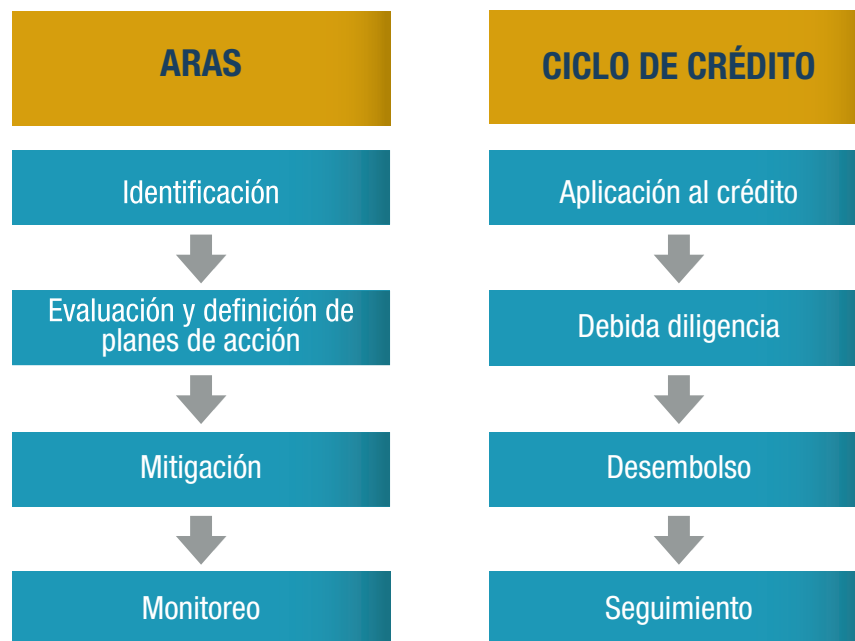 ARAS
Identificación
Evaluación y definición de
planes de acción
Mitigación
Monitoreo
CICLO DE CRÉDITO
Aplicación al crédito
Debida diligencia
Desembolso
Seguimiento